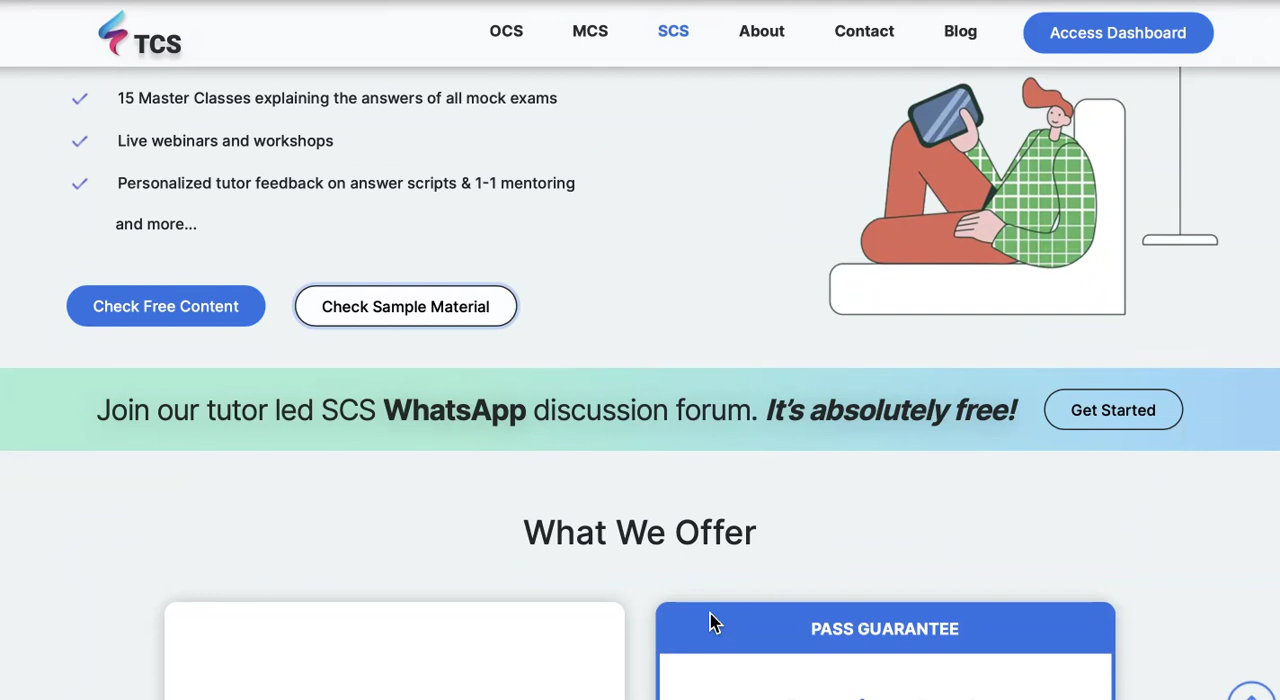 TCS
OCS MCS SCS About Contact Blog Access Dashboard
15 Master Classes explaining the answers of all mock exams
Live webinars and workshops
Personalized tutor feedback on answer scripts & 1-1 mentoring
and more...
Check Free Content Check Sample Material
Join our tutor led SCS WhatsApp discussion forum. It's absolutely free! Get Started
What We Offer
PASS GUARANTEE